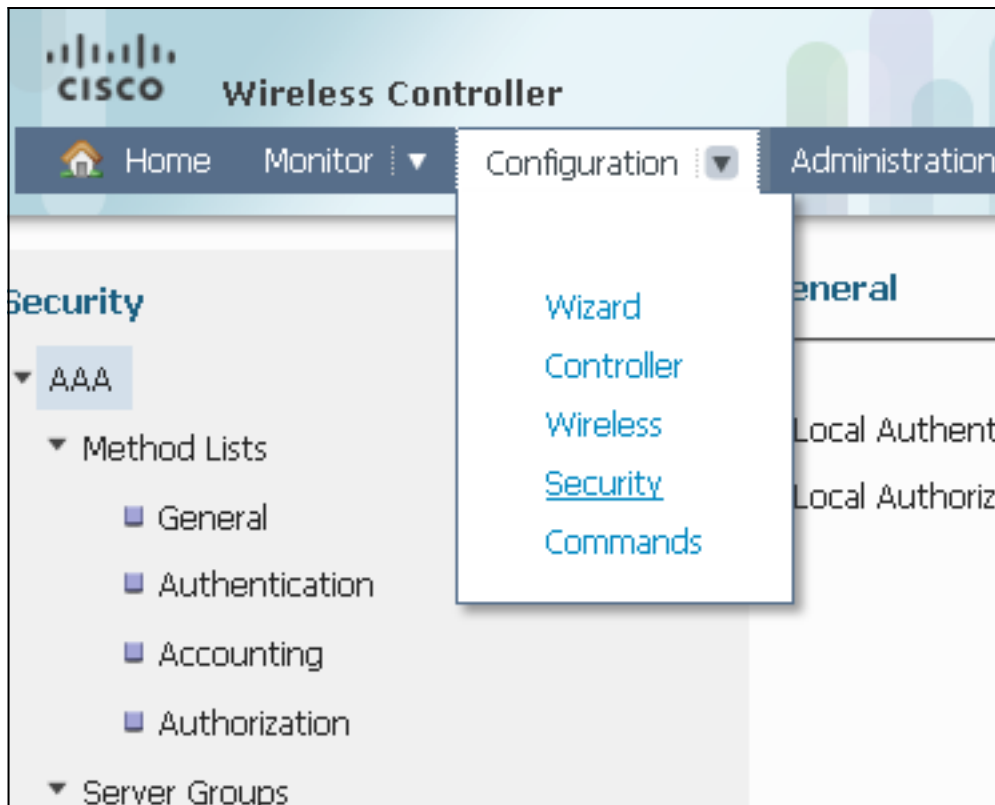 CISCO
Wireless Controller
Home Monitor Configuration Administration
Wizard
Controller
Wireless
Security
Commands
Security
AAA
Method Lists
General
Authentication
Accounting
Authorization
Server Groups
eneral
Local Authent
Local Authoriz